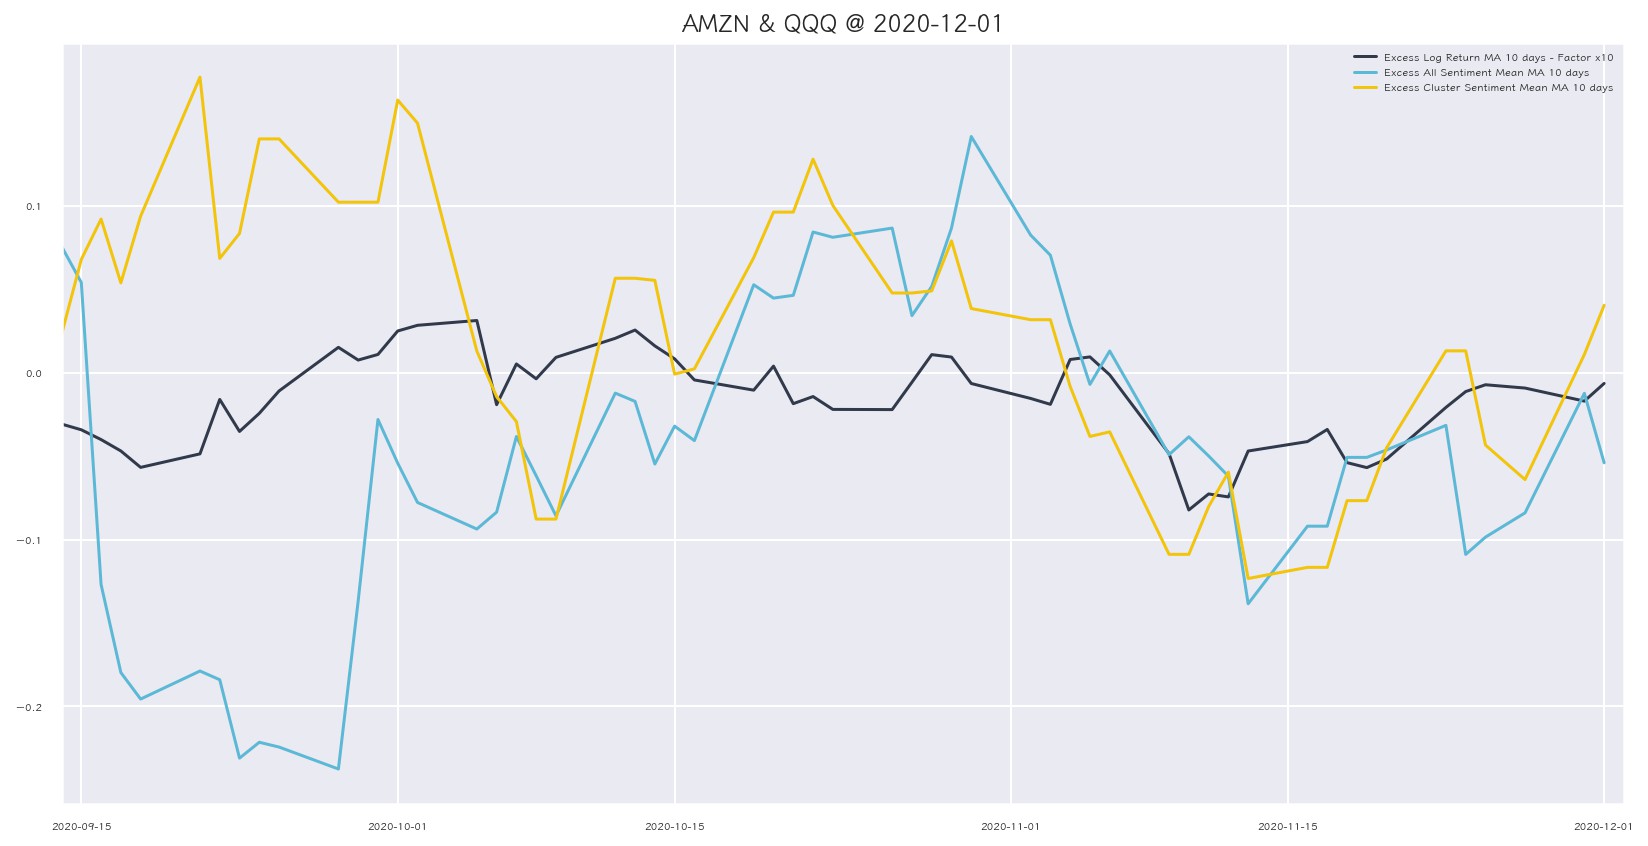 AMZN & QQQ @ 2020-12-01
Excess Log Return MA 10 days - Factor x10
Excess All Sentiment Mean MA 10 days
Excess Cluster Sentiment Mean MA 10 days
0.1
0.0
−0.1
−0.2
2020-09-15 2020-10-01 2020-10-15 2020-11-01 2020-11-15 2020-12-01